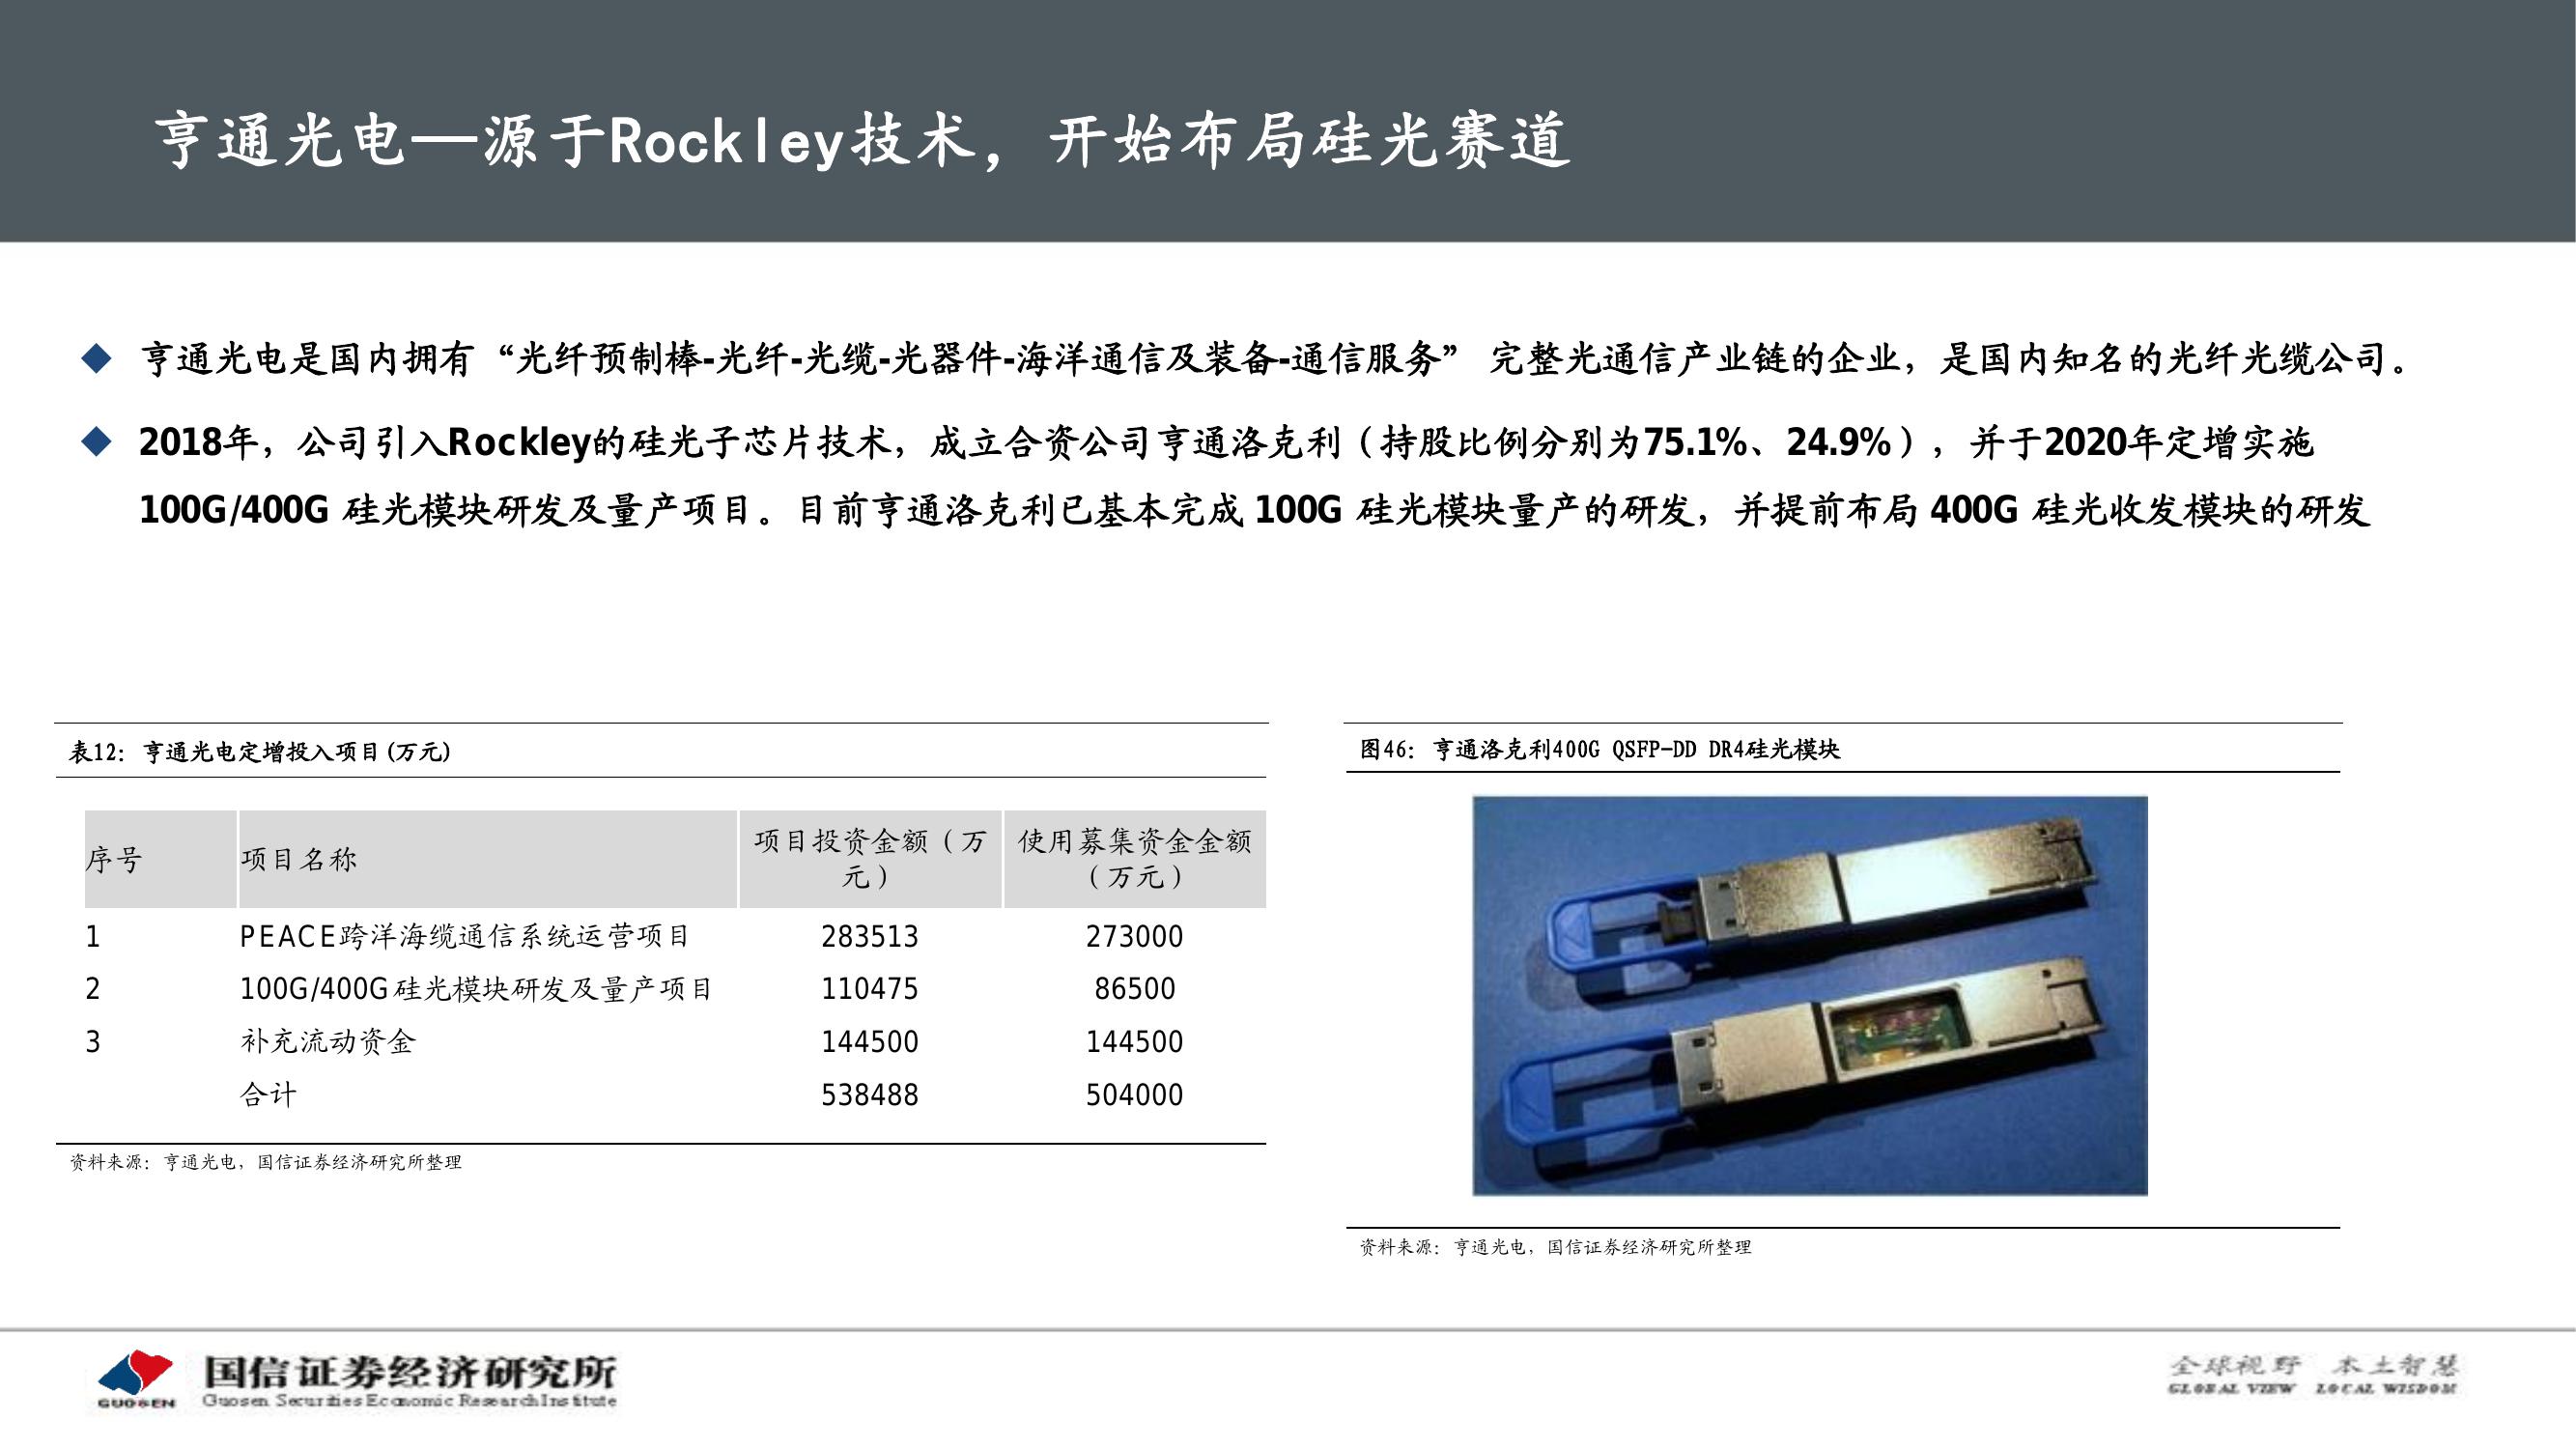 亨通光电—源于Rockley技术，开始布局硅光赛道
亨通光电是国内拥有“光纤预制棒-光纤-光缆-光器件-海洋通信及装备-通信服务” 完整光通信产业链的企业，是国内知名的光纤光缆公司。
2018年，公司引入Rockley的硅光子芯片技术，成立合资公司亨通洛克利（持股比例分别为75.1%、24.9%），并于2020年定增实施
100G/400G 硅光模块研发及量产项目。目前亨通洛克利已基本完成 100G 硅光模块量产的研发，并提前布局 400G 硅光收发模块的研发
表12：亨通光电定增投入项目(万元)
序号 项目名称 项目投资金额（万元） 使用募集资金金额（万元）
1 PEACE跨洋海缆通信系统运营项目 283513 273000
2 100G/400G硅光模块研发及量产项目 110475 86500
3 补充流动资金 144500 144500
合计 538488 504000
资料来源：亨通光电，国信证券经济研究所整理
图46：亨通洛克利400G QSFP-DD DR4硅光模块
资料来源：亨通光电，国信证券经济研究所整理
GUOSEN
国信证券经济研究所
Guosen Securities Economic Research Institute
全球视野 本土智慧
GLOBAL VIEW LOCAL WISDOM